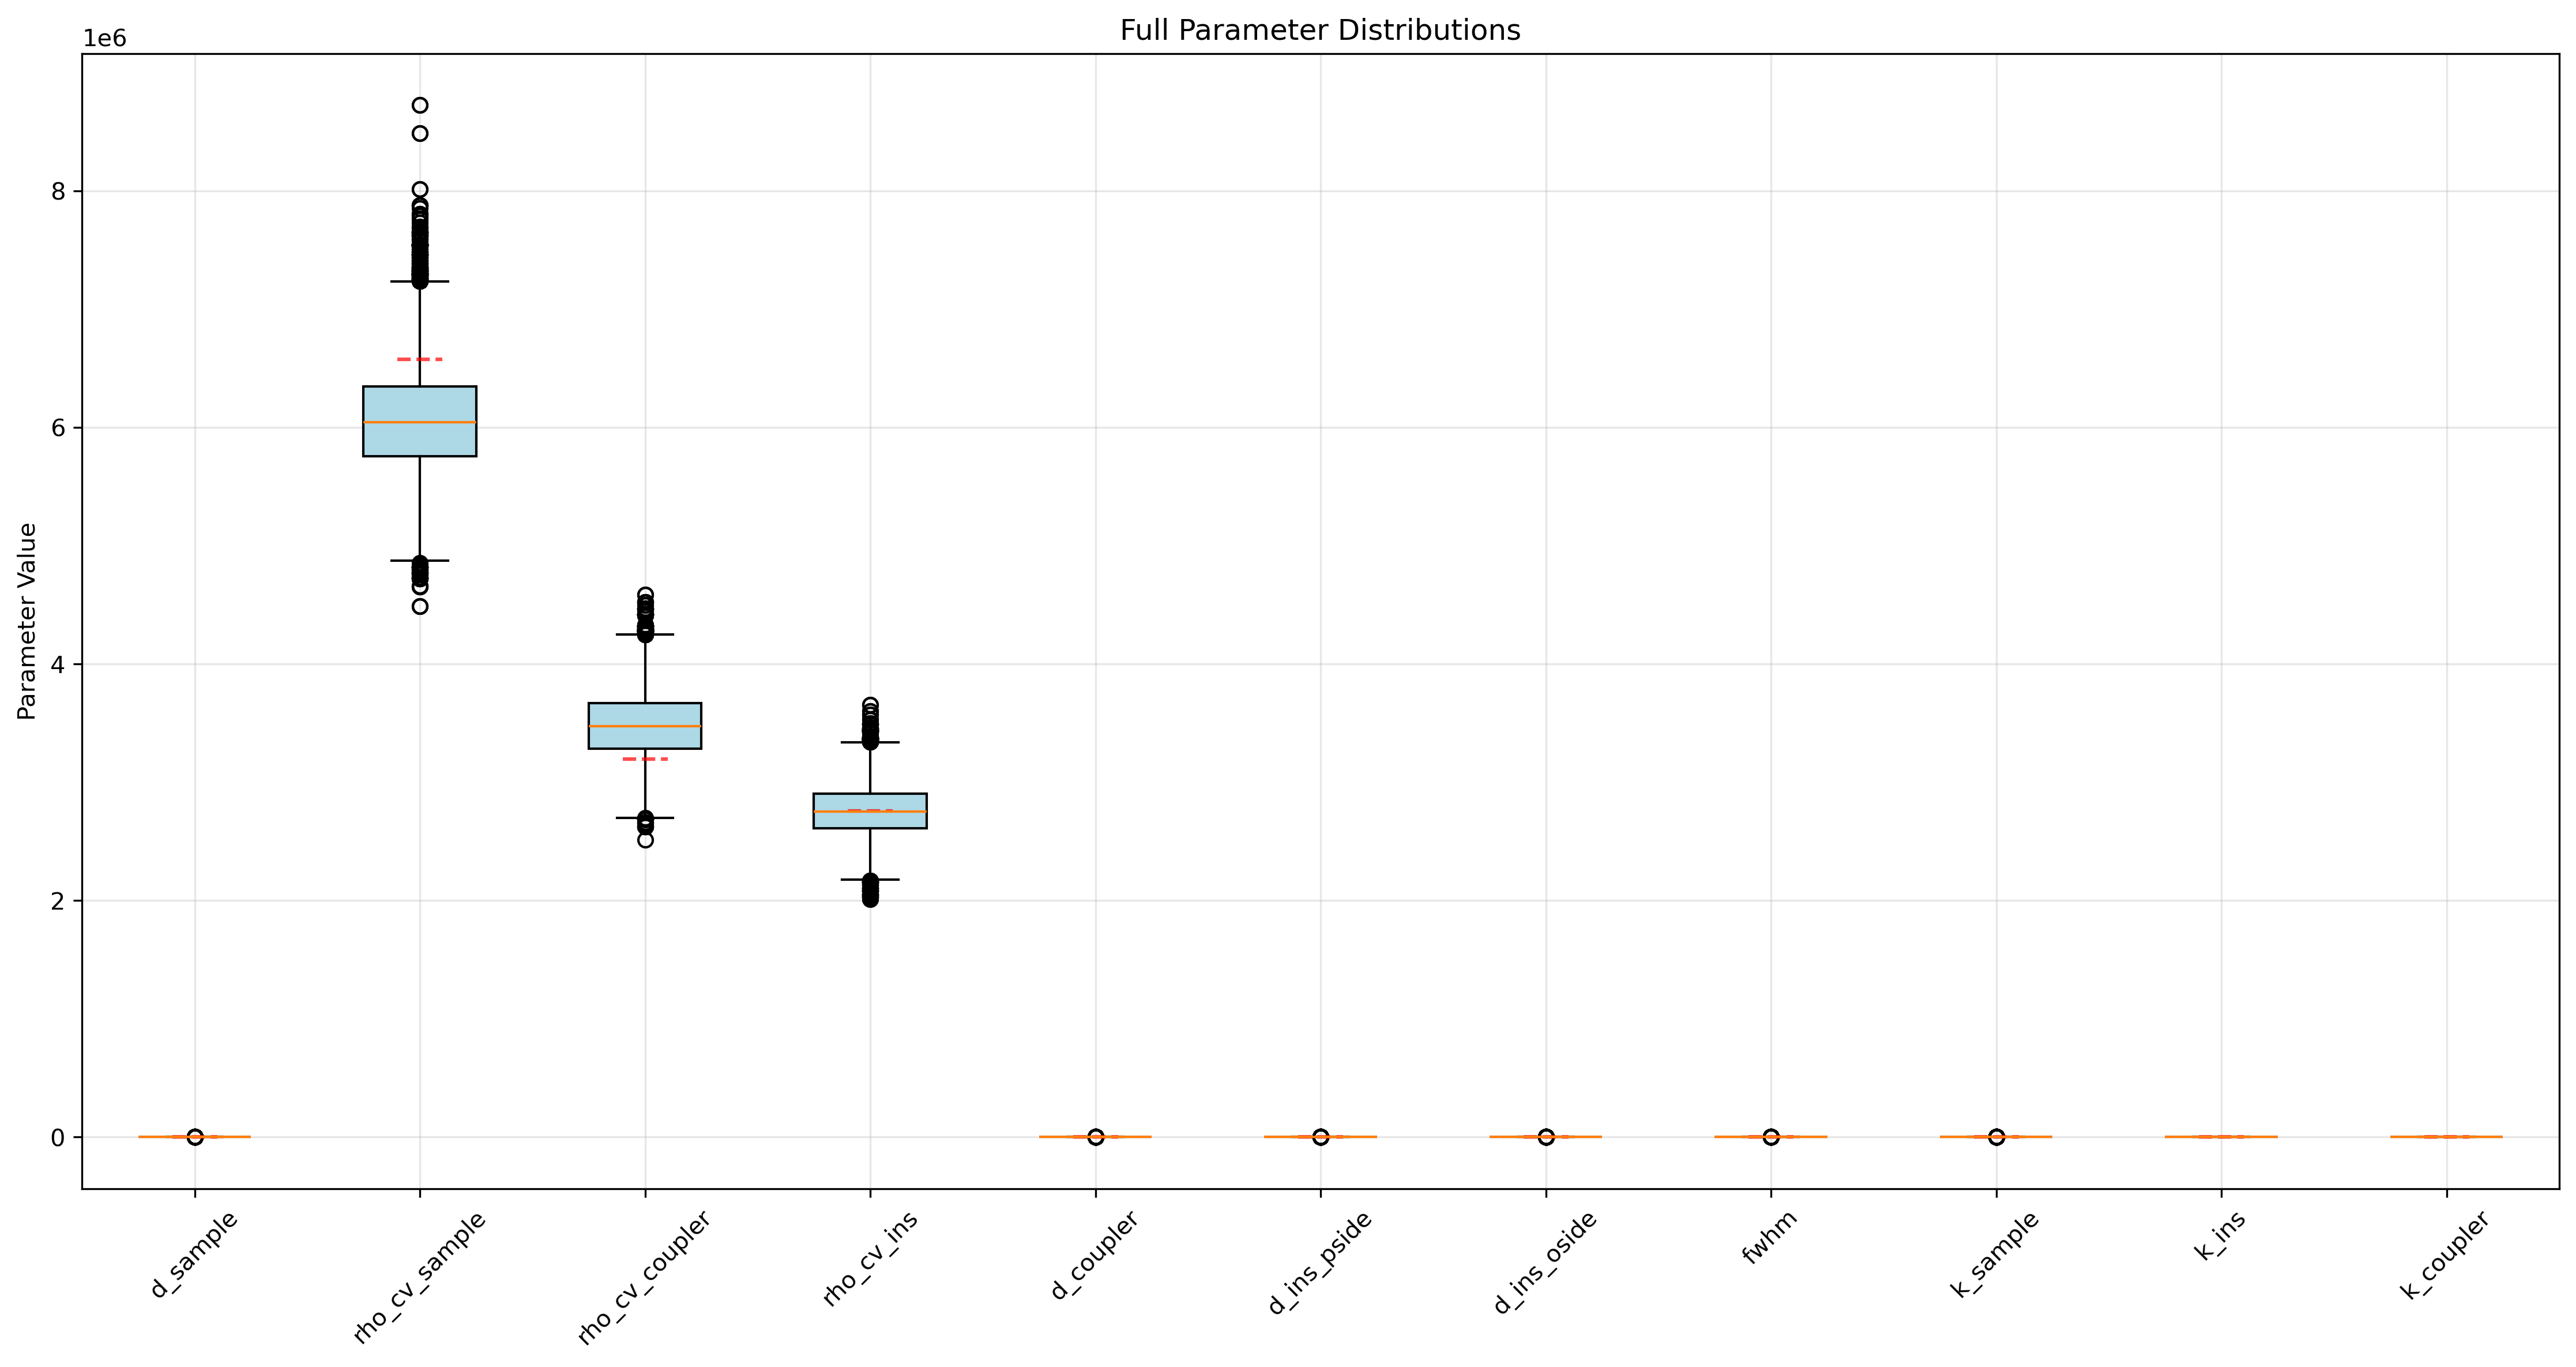 Full Parameter Distributions
1e6
Parameter Value
8
6
4
2
0
d_sample
rho_cv_sample
rho_cv_coupler
rho_cv_ins
d_coupler
d_ins_pside
d_ins_oside
fwhm
k_sample
k_ins
k_coupler